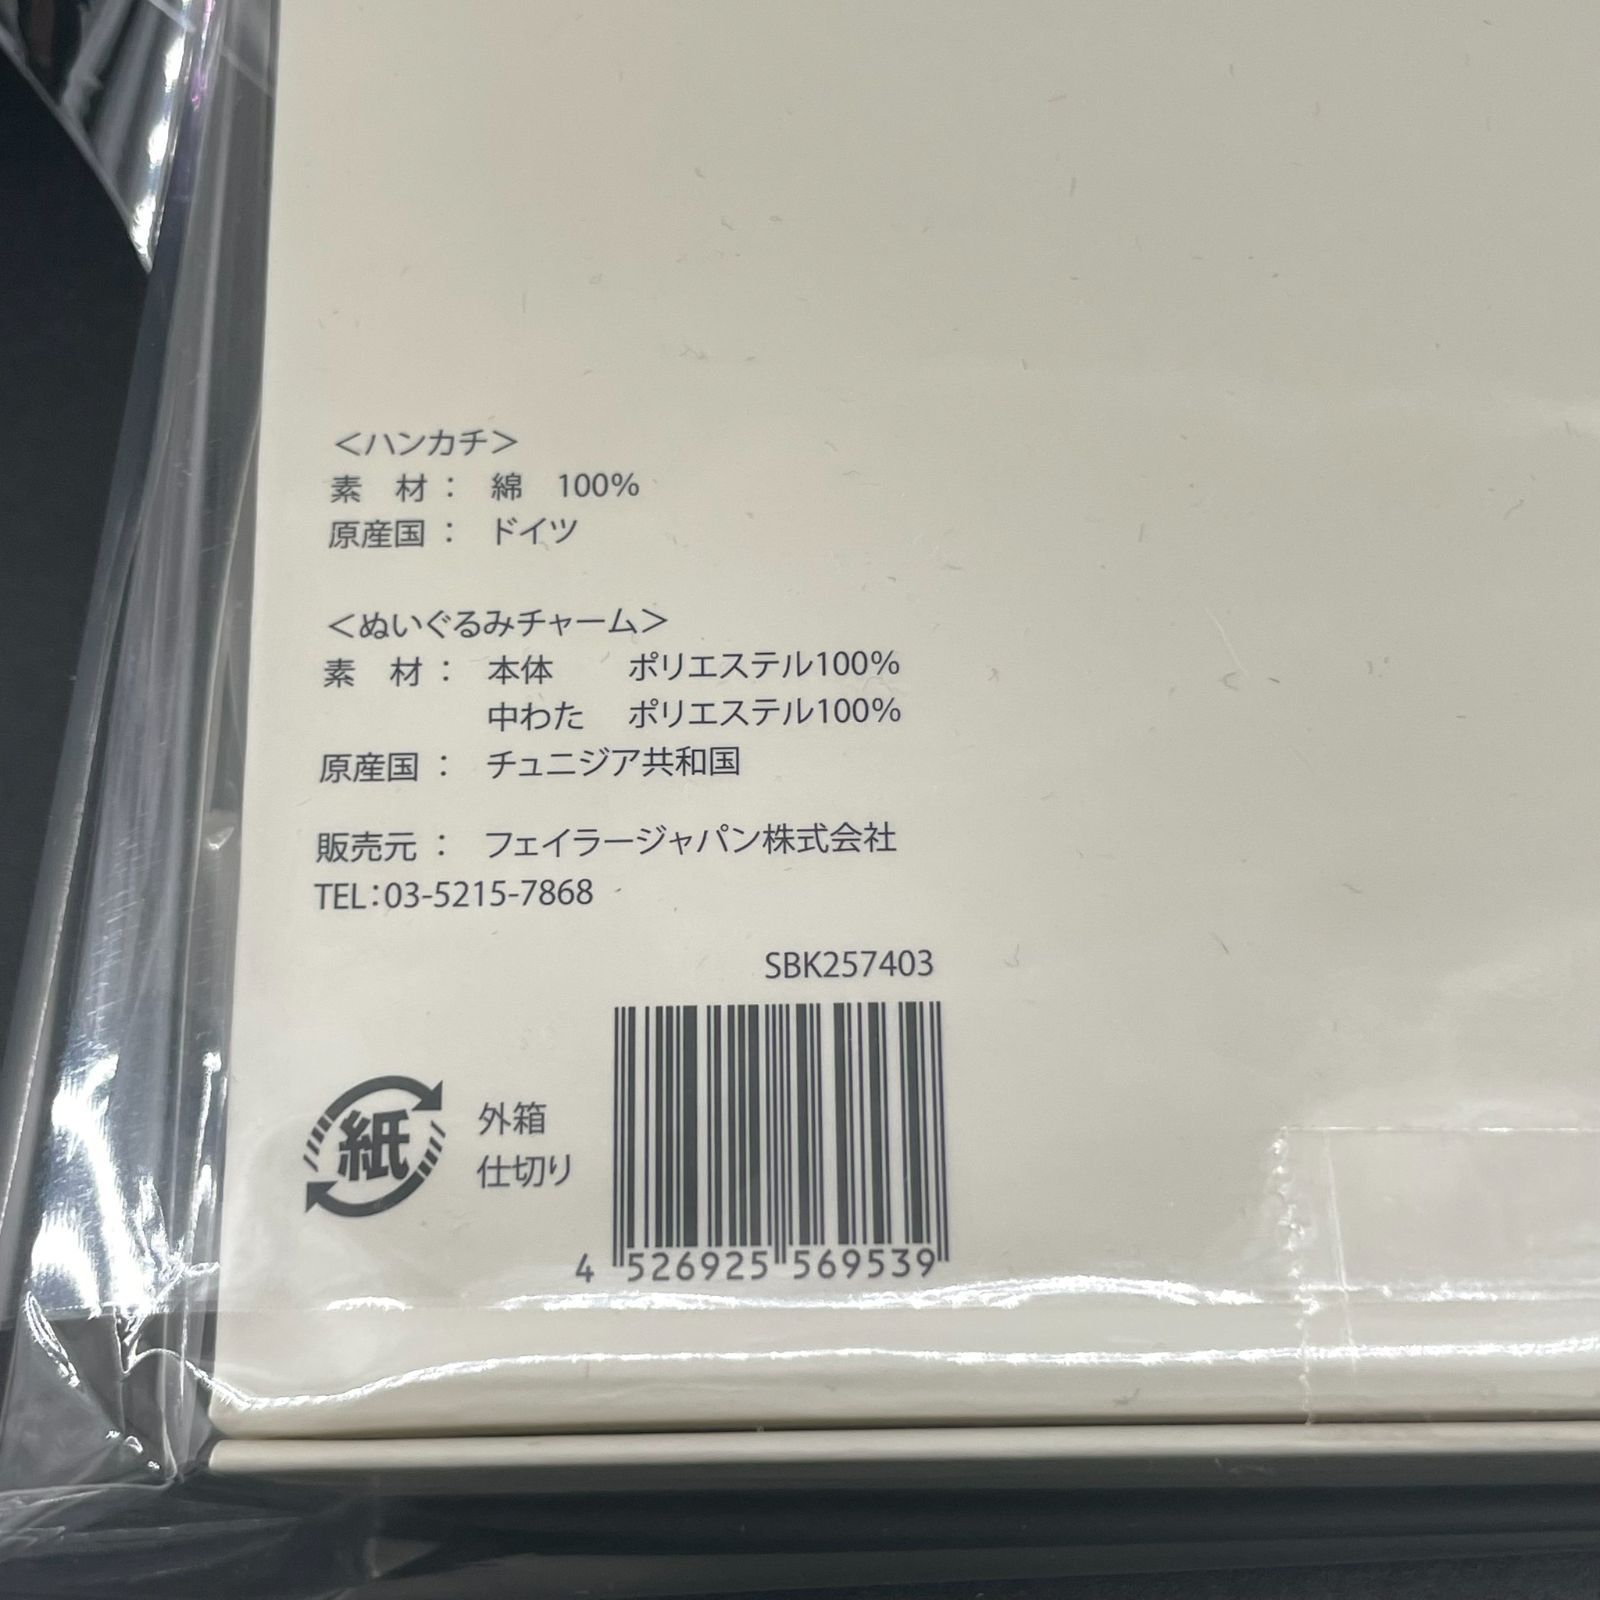 ＜ハンカチ＞
素　材：　綿　100%
原産国：　ドイツ
＜ぬいぐるみチャーム＞
素　材：　本体　　ポリエステル100%
中わた　ポリエステル100%
原産国：　チュニジア共和国
販売元：　フェイラージャパン株式会社
TEL：03-5215-7868
SBK257403
紙
外箱
仕切り
4 526925 569539